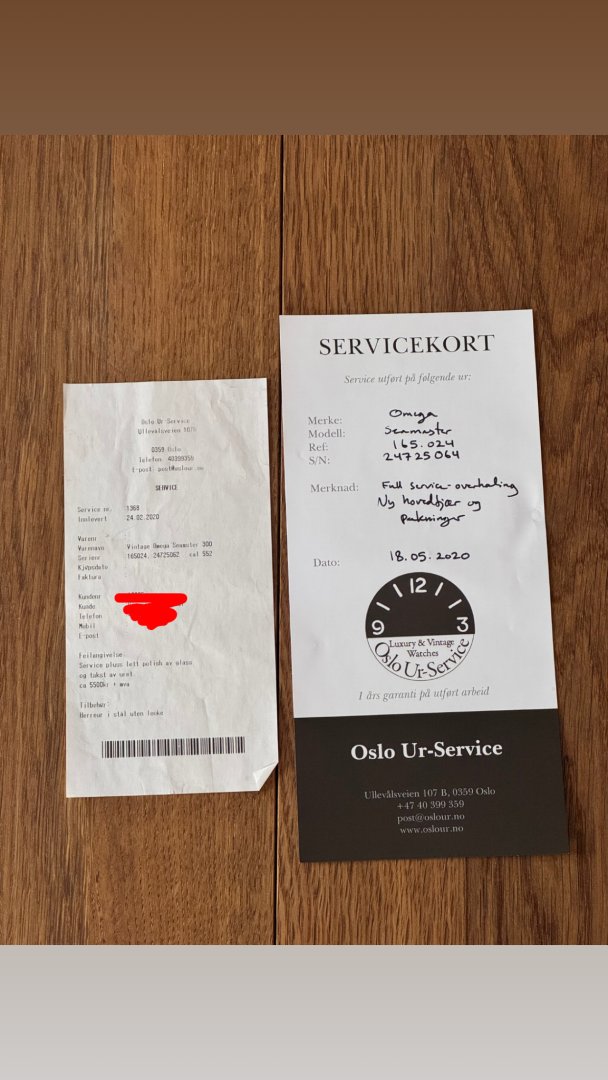 Oslo Ur-Service
Ullevålsveien 107B
0359 Oslo
Telefon: 40399359
E-post: post@oslour.no
SERVICE
Service nr. 1368
Innlevert 24.02.2020
Varenr
Varenavn Vintage Omega Seamster 300
Serienr 165024, 24725062 cal 552
Kjøpsdato
Faktura
Kundenr
Kunde
Telefon
Mobil
E-post
Feilangivelse:
Service pluss lett polish av glass
og takst av uret.
ca 5500kr + mva
Tilbehør:
Herreur i stål uten lenke
SERVICEKORT
Service utført på følgende ur:
Merke: Omega
Modell: Seamaster
Ref: 165.024
S/N: 24725064
Merknad: Full service-overhaling
Ny hovedfjær og
pakninger
Dato: 18.05.2020
12
9 3
Luxury & Vintage
Watches
Oslo Ur-Service
1 års garanti på utført arbeid
Oslo Ur-Service
Ullevålsveien 107 B, 0359 Oslo
+47 40 399 359
post@oslour.no
www.oslour.no